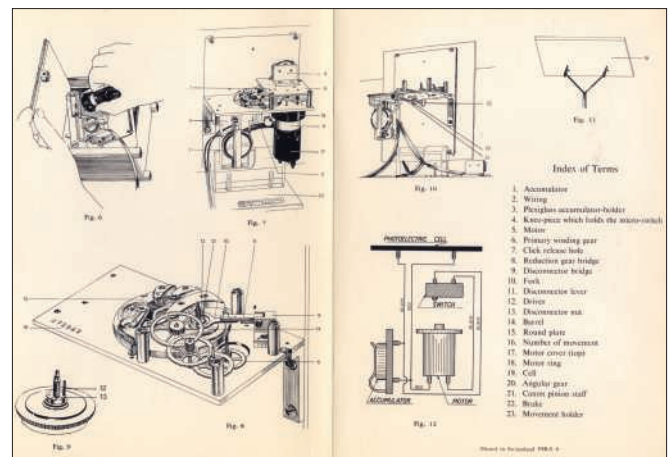 Fig. 6
Fig. 7
12
13
Fig. 9
Fig. 8
Fig. 10
Fig. 11
PHOTOELECTRIC CELL
SWITCH
ACCUMULATOR
MOTOR
Fig. 12
Index of Terms
1. Accumulator
2. Wiring
3. Plexiglass accumulator-holder
4. Knee-piece which holds the micro-switch
5. Motor
6. Primary winding gear
7. Click release hole
8. Reduction gear bridge
9. Disconnector bridge
10. Fork
11. Disconnector lever
12. Driver
13. Disconnector nut
14. Barrel
15. Round plate
16. Number of movement
17. Motor cover (top)
18. Motor ring
19. Cell
20. Angular gear
21. Canon pinion staff
22. Brake
23. Movement holder
Printed in Switzerland